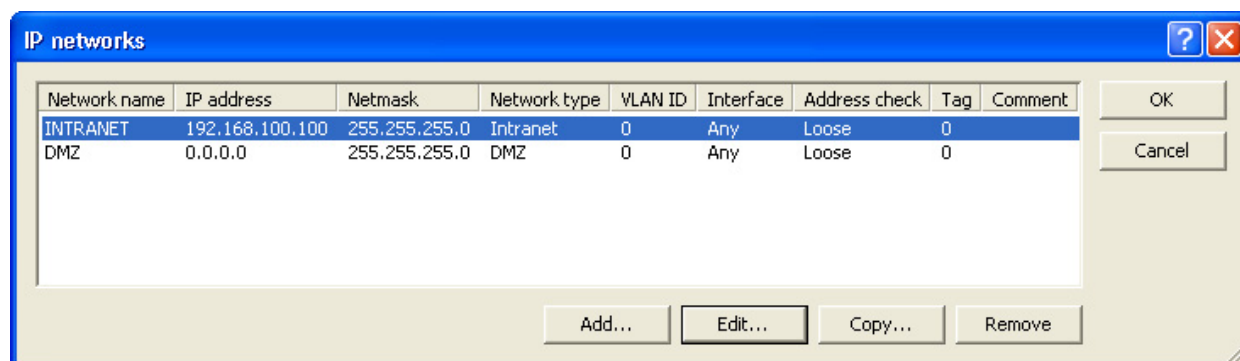 IP networks
Network name IP address Netmask Network type VLAN ID Interface Address check Tag Comment
INTRANET 192.168.100.100 255.255.255.0 Intranet 0 Any Loose 0
DMZ 0.0.0.0 255.255.255.0 DMZ 0 Any Loose 0
OK
Cancel
Add... Edit... Copy... Remove